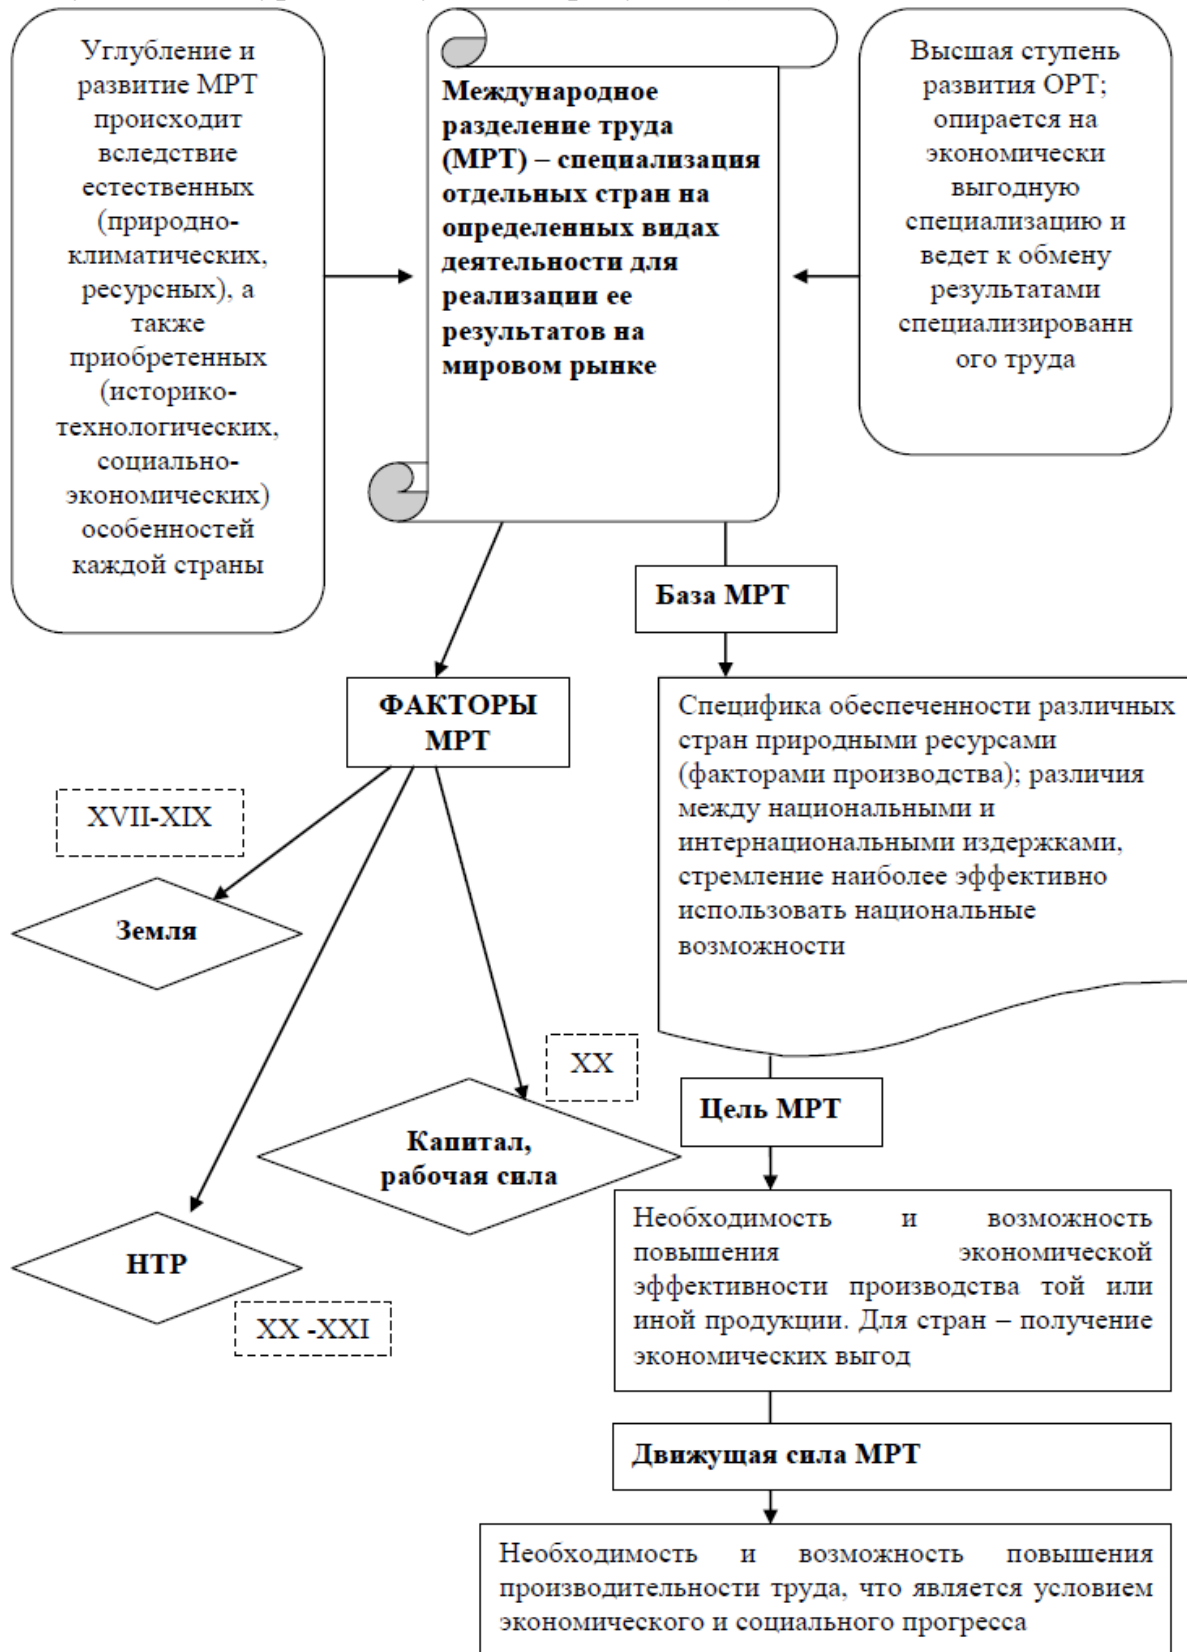 Углубление и
развитие МРТ
происходит
вследствие
естественных
(природно-
климатических,
ресурсных), а
также
приобретенных
(историко-
технологических,
социально-
экономических)
особенностей
каждой страны
Международное
разделение труда
(МРТ) – специализация
отдельных стран на
определенных видах
деятельности для
реализации ее
результатов на
мировом рынке
Высшая ступень
развития ОРТ;
опирается на
экономически
выгодную
специализацию и
ведет к обмену
результатами
специализированн
ого труда
База МРТ
ФАКТОРЫ
МРТ
Специфика обеспеченности различных
стран природными ресурсами
(факторами производства); различия
между национальными и
интернациональными издержками,
стремление наиболее эффективно
использовать национальные
возможности
XVII-XIX
Земля
XX
Капитал,
рабочая сила
НТР
XX -XXI
Цель МРТ
Необходимость и возможность
повышения экономической
эффективности производства той или
иной продукции. Для стран – получение
экономических выгод
Движущая сила МРТ
Необходимость и возможность повышения
производительности труда, что является условием
экономического и социального прогресса